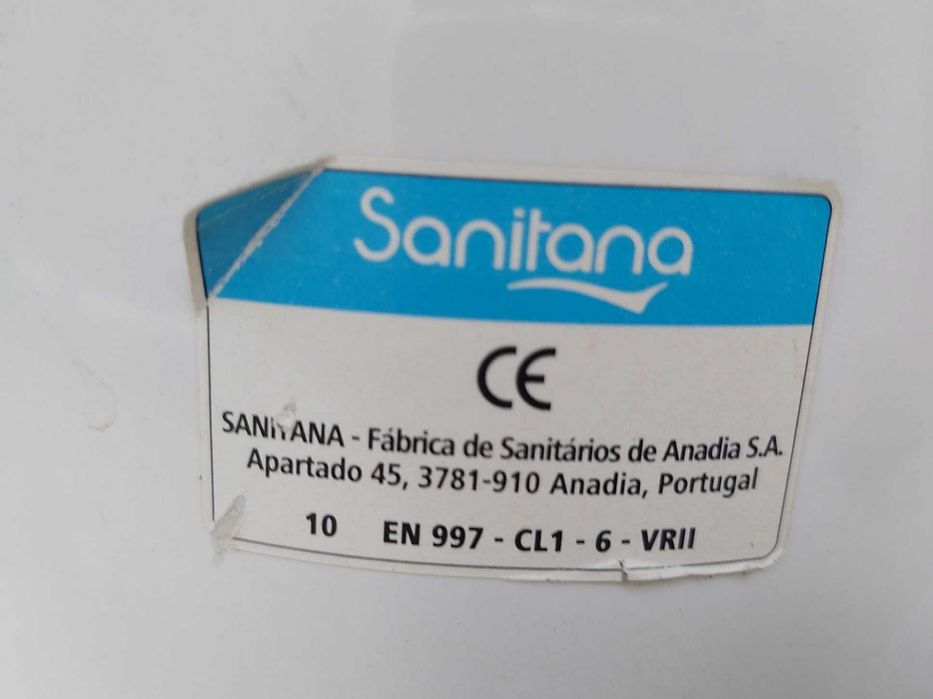 Sanitana
CE
SANITANA - Fábrica de Sanitários de Anadia S.A.
Apartado 45, 3781-910 Anadia, Portugal
10 EN 997 - CL1 - 6 - VRII